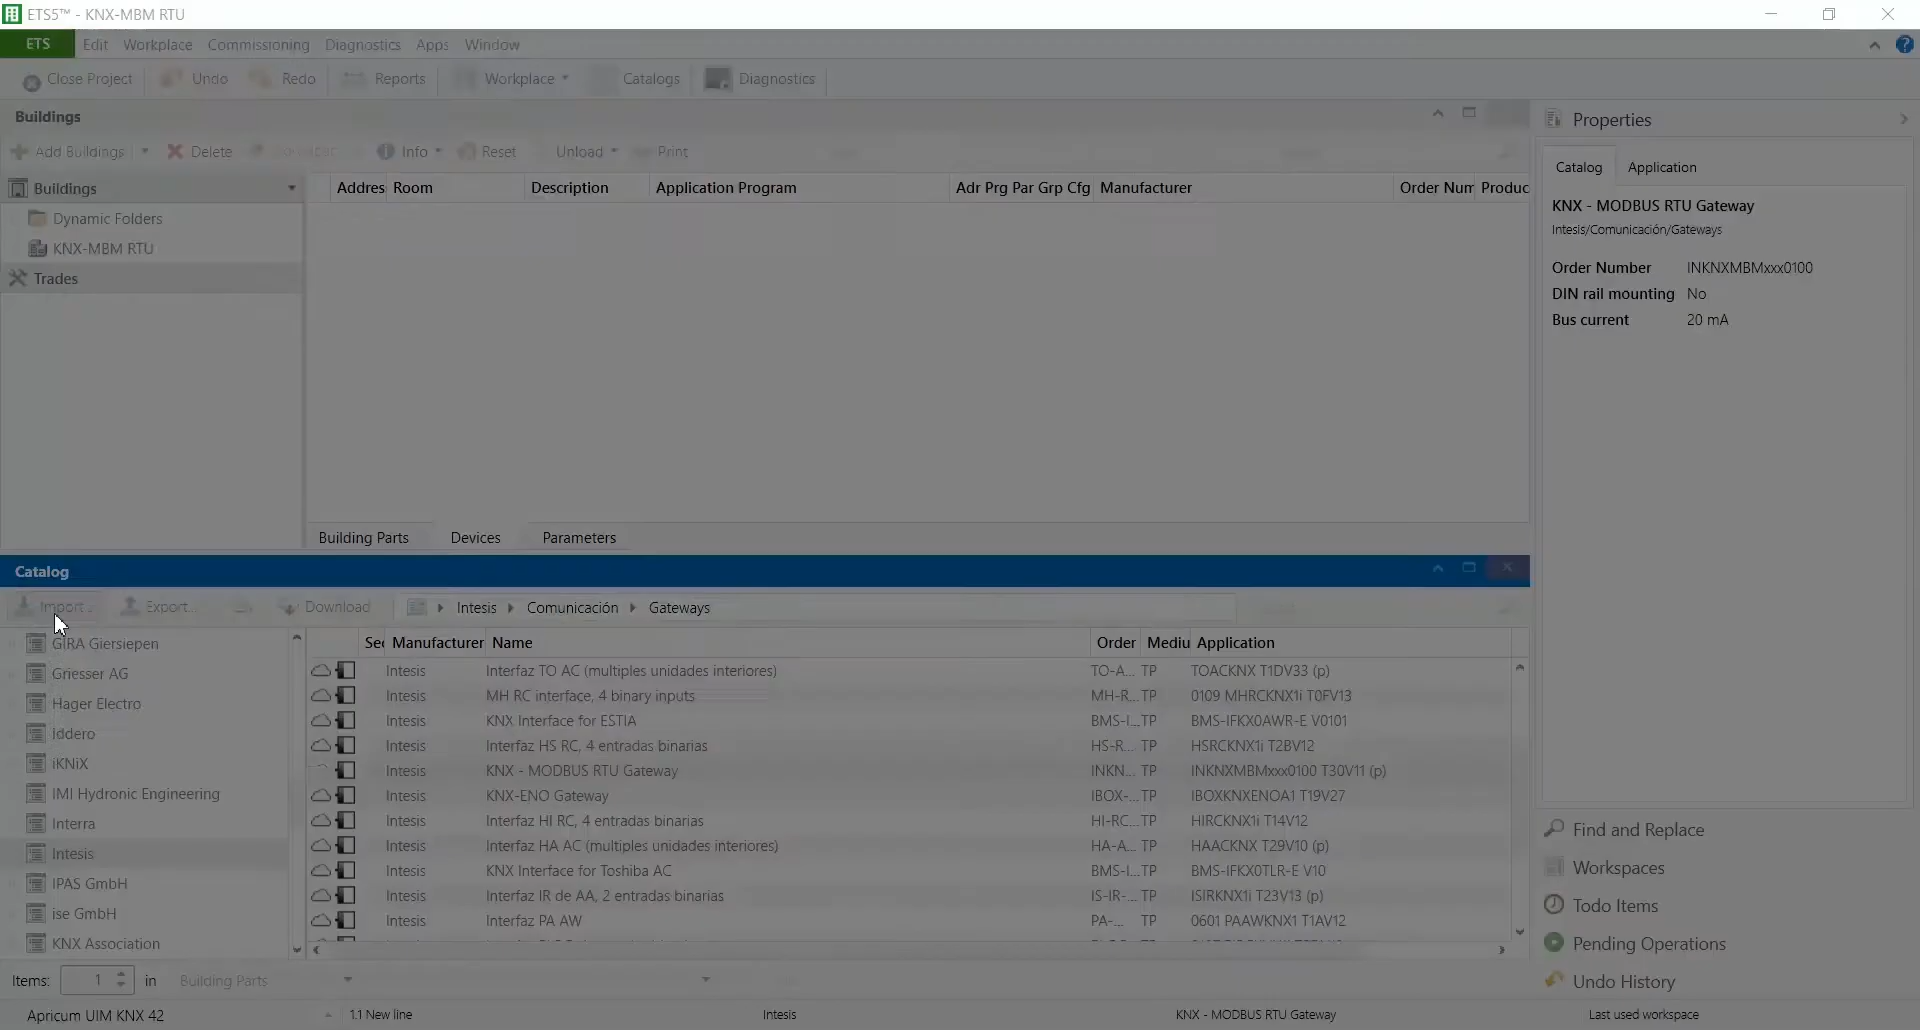 ETS5™ - KNX-MBM RTU
ETS Edit Workplace Commissioning Diagnostics Apps Window
Close Project Undo Redo Reports Workplace Catalogs Diagnostics
Buildings
Add Buildings Delete Info Reset Unload Print
Buildings
Addres Room Description Application Program Adr Prg Par Grp Cfg Manufacturer Order Num Produc
Dynamic Folders
KNX-MBM RTU
Trades
Building Parts Devices Parameters
Properties
Catalog Application
KNX - MODBUS RTU Gateway
Intesis/Comunicación/Gateways
Order Number INKNXMBMxxx0100
DIN rail mounting No
Bus current 20 mA
Catalog
Import... Export... Download Intesis Comunicación Gateways
GIRA Giersiepen
Griesser AG
Hager Electro
Iddero
iKNiX
IMI Hydronic Engineering
Interra
Intesis
IPAS GmbH
ise GmbH
KNX Association
Sec Manufacturer Name Order Mediu Application
Intesis Interfaz TO AC (multiples unidades interiores) TO-A... TP TOACKNX T1DV33 (p)
Intesis MH RC interface, 4 binary inputs MH-R... TP 0109 MHRCKNX1i T0FV13
Intesis KNX Interface for ESTIA BMS-I... TP BMS-IFKX0AWR-E V0101
Intesis Interfaz HS RC, 4 entradas binarias HS-R... TP HSRCKNX1i T2BV12
Intesis KNX - MODBUS RTU Gateway INKN... TP INKNXMBMxxx0100 T30V11 (p)
Intesis KNX-ENO Gateway IBOX-... TP IBOXKNXENOA1 T19V27
Intesis Interfaz HI RC, 4 entradas binarias HI-RC... TP HIRCKNX1i T14V12
Intesis Interfaz HA AC (multiples unidades interiores) HA-A... TP HAACKNX T29V10 (p)
Intesis KNX Interface for Toshiba AC BMS-I... TP BMS-IFKX0TLR-E V10
Intesis Interfaz IR de AA, 2 entradas binarias IS-IR-... TP ISIRKNX1i T23V13 (p)
Intesis Interfaz PA AW PA-... TP 0601 PAAWKNX1 T1AV12
Find and Replace
Workspaces
Todo Items
Pending Operations
Undo History
Items: 1 in Building Parts
Apricum UIM KNX 42 1.1 New line Intesis KNX - MODBUS RTU Gateway Last used workspace